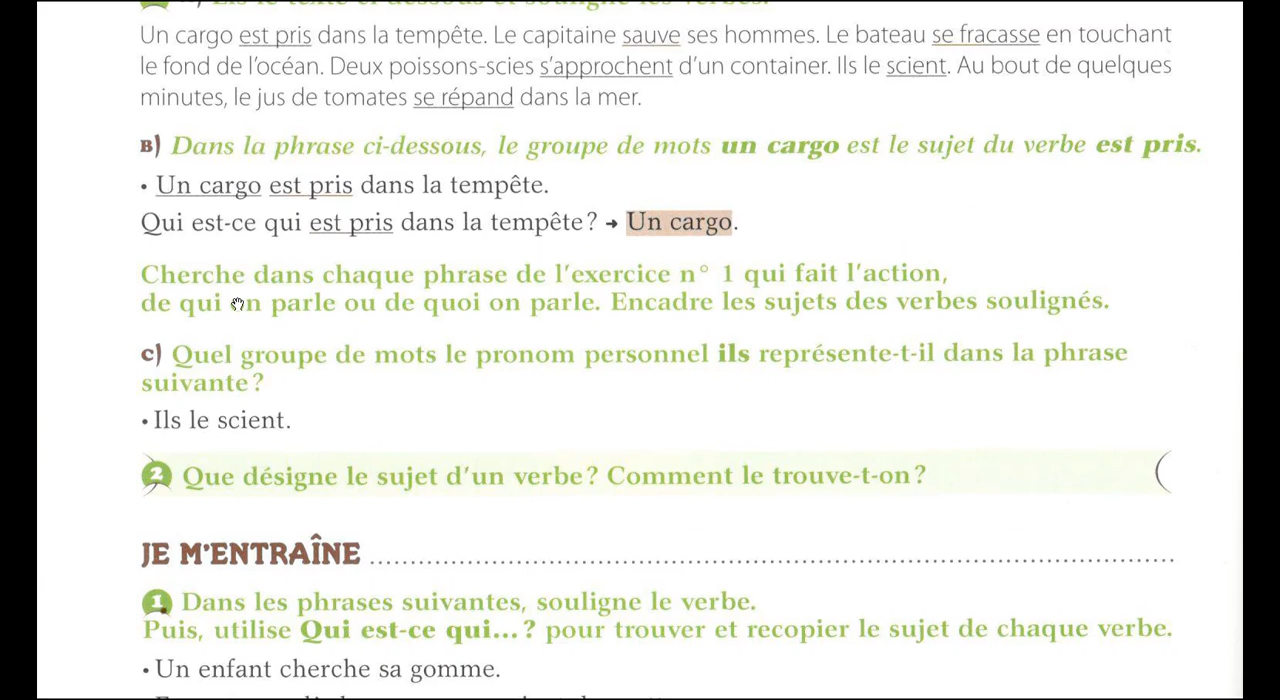 Un cargo est pris dans la tempête. Le capitaine sauve ses hommes. Le bateau se fracasse en touchant
le fond de l'océan. Deux poissons-scies s'approchent d'un container. Ils le scient. Au bout de quelques
minutes, le jus de tomates se répand dans la mer.
B) Dans la phrase ci-dessous, le groupe de mots un cargo est le sujet du verbe est pris.
• Un cargo est pris dans la tempête.
Qui est-ce qui est pris dans la tempête ? → Un cargo.
Cherche dans chaque phrase de l'exercice n° 1 qui fait l'action,
de qui on parle ou de quoi on parle. Encadre les sujets des verbes soulignés.
C) Quel groupe de mots le pronom personnel ils représente-t-il dans la phrase
suivante ?
• Ils le scient.
2 Que désigne le sujet d'un verbe ? Comment le trouve-t-on ?
JE M'ENTRAÎNE
1 Dans les phrases suivantes, souligne le verbe.
Puis, utilise Qui est-ce qui... ? pour trouver et recopier le sujet de chaque verbe.
• Un enfant cherche sa gomme.